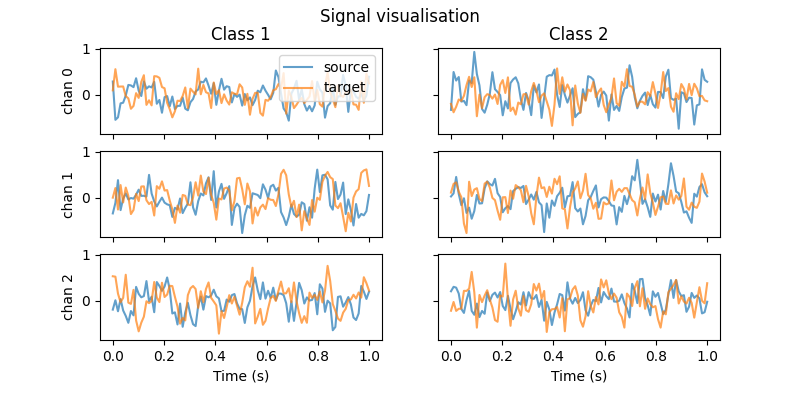 Signal visualisation
Class 1
Class 2
1
0
chan 0
source
target
1
0
chan 1
1
0
chan 2
0.0 0.2 0.4 0.6 0.8 1.0
0.0 0.2 0.4 0.6 0.8 1.0
Time (s)
Time (s)